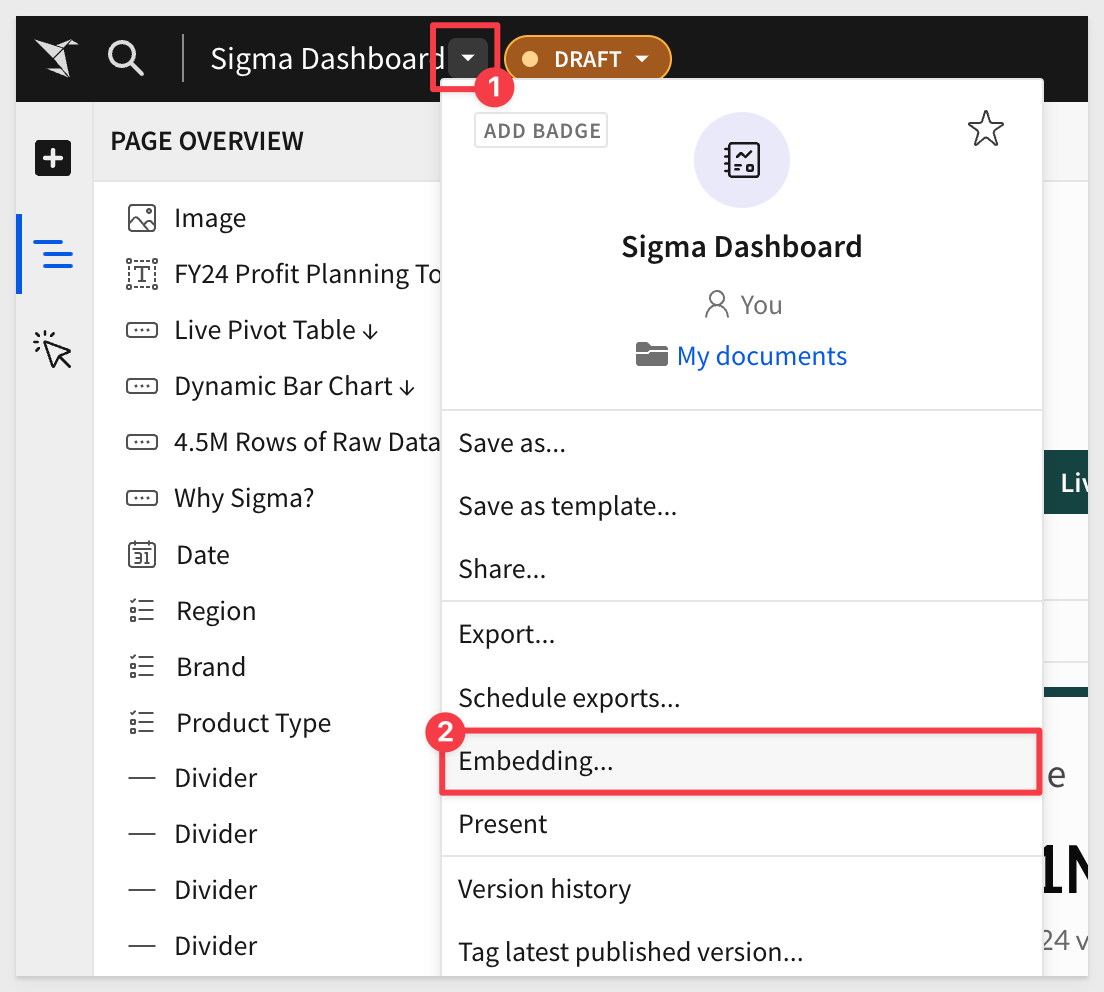 Sigma Dashboard
DRAFT
1
PAGE OVERVIEW
Image
FY24 Profit Planning To
Live Pivot Table ↓
Dynamic Bar Chart ↓
4.5M Rows of Raw Data
Why Sigma?
31
Date
Region
Brand
Product Type
Divider
Divider
Divider
Divider
ADD BADGE
Sigma Dashboard
You
My documents
Save as...
Save as template...
Share...
Export...
Schedule exports...
2
Embedding...
Present
Version history
Tag latest published version...
Liv
e
1N
24 v